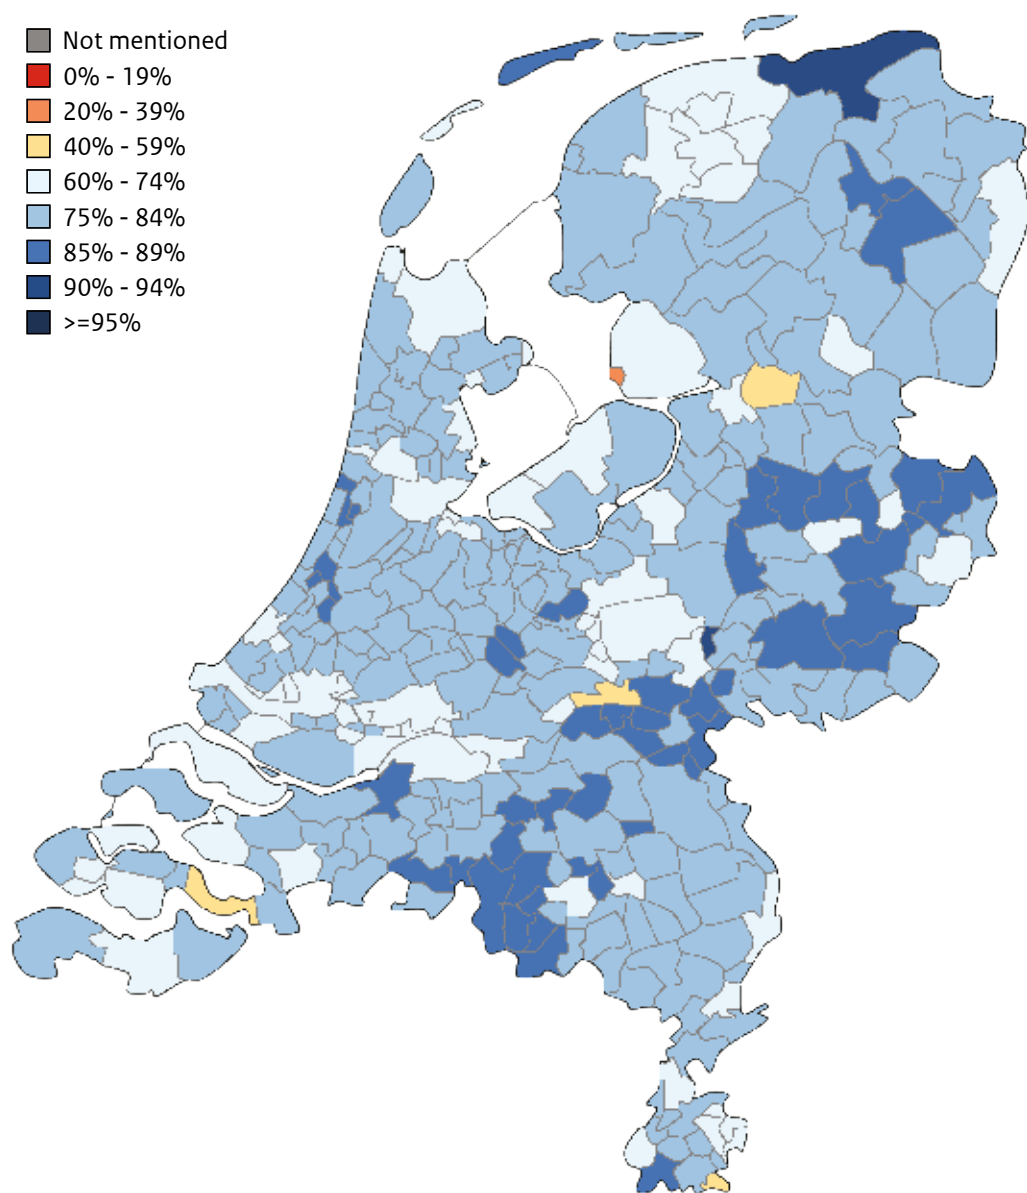 Not mentioned
0% - 19%
20% - 39%
40% - 59%
60% - 74%
75% - 84%
85% - 89%
90% - 94%
>=95%